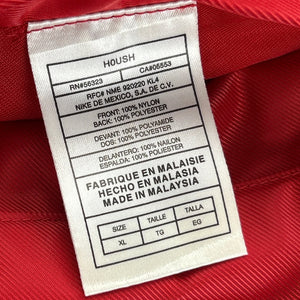 H0USH
RN#56323 CA#05553
RFC# NME 920220 KL4
NIKE DE MEXICO, S.A. DE C.V.
FRONT: 100% NYLON
BACK: 100% POLYESTER
DEVANT: 100% POLYAMIDE
DOS: 100% POLYESTER
DELANTERO: 100% NAILON
ESPALDA: 100% POLIESTER
FABRIQUE EN MALAISIE
HECHO EN MALASIA
MADE IN MALAYSIA
SIZE TAILLE TALLA
XL TG EG